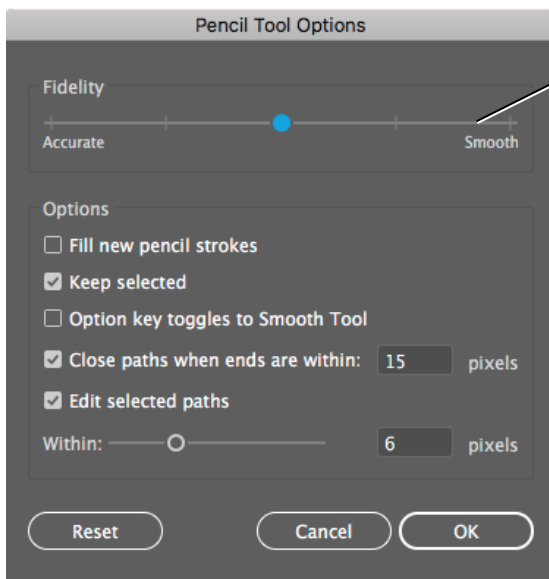 Pencil Tool Options
Fidelity
Accurate Smooth
Options
Fill new pencil strokes
Keep selected
Option key toggles to Smooth Tool
Close paths when ends are within: 15 pixels
Edit selected paths
Within: 6 pixels
Reset Cancel OK